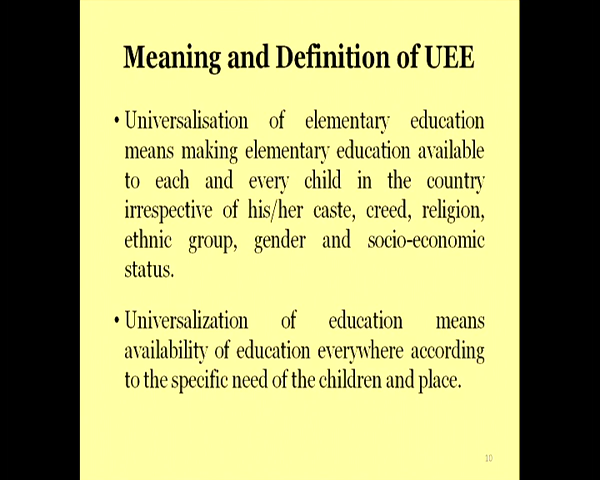 Meaning and Definition of UEE
• Universalisation of elementary education
means making elementary education available
to each and every child in the country
irrespective of his/her caste, creed, religion,
ethnic group, gender and socio-economic
status.
• Universalization of education means
availability of education everywhere according
to the specific need of the children and place.
10